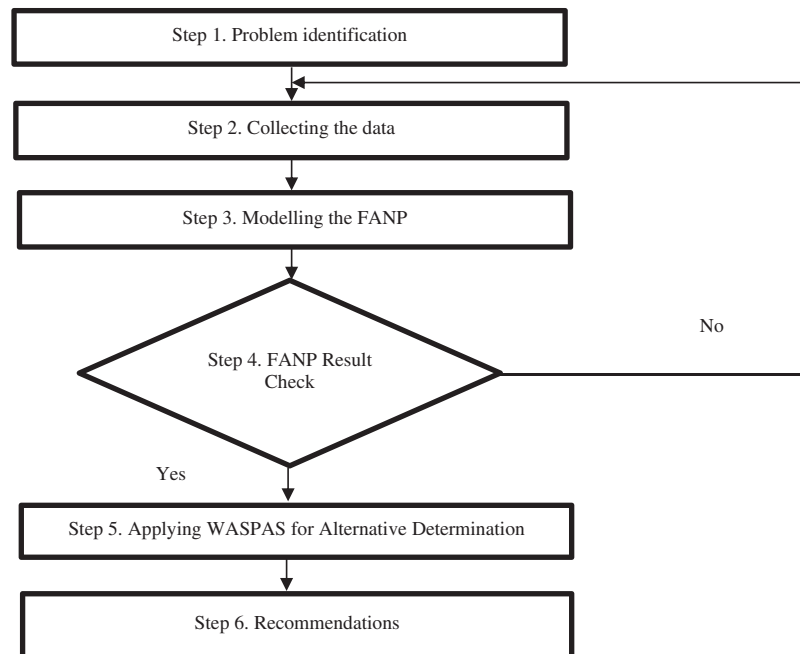 Step 1. Problem identification
Step 2. Collecting the data
Step 3. Modelling the FANP
No
Step 4. FANP Result
Check
Yes
Step 5. Applying WASPAS for Alternative Determination
Step 6. Recommendations